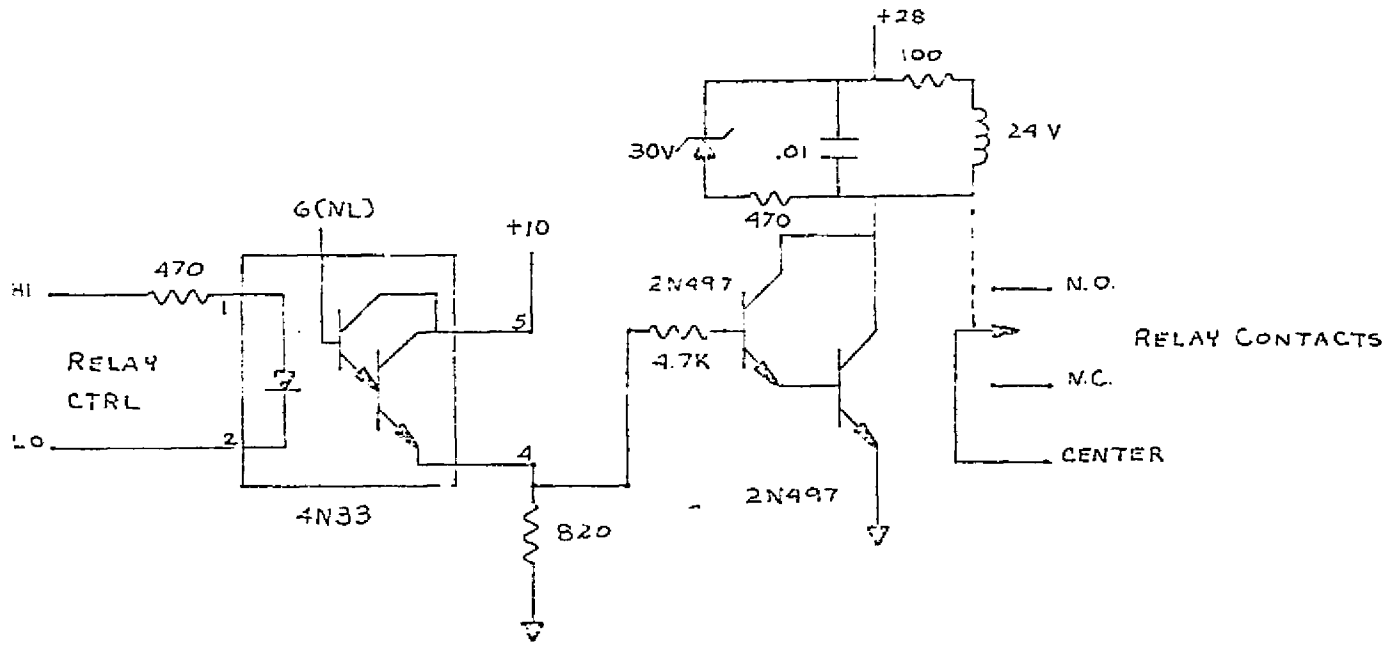 +28
100
30V
.01
24 V
470
6(NL)
+10
HI
470
1
5
2N497
4.7K
N.O.
RELAY CONTACTS
N.C.
RELAY
CTRL
LO
2
4
CENTER
4N33
820
2N497